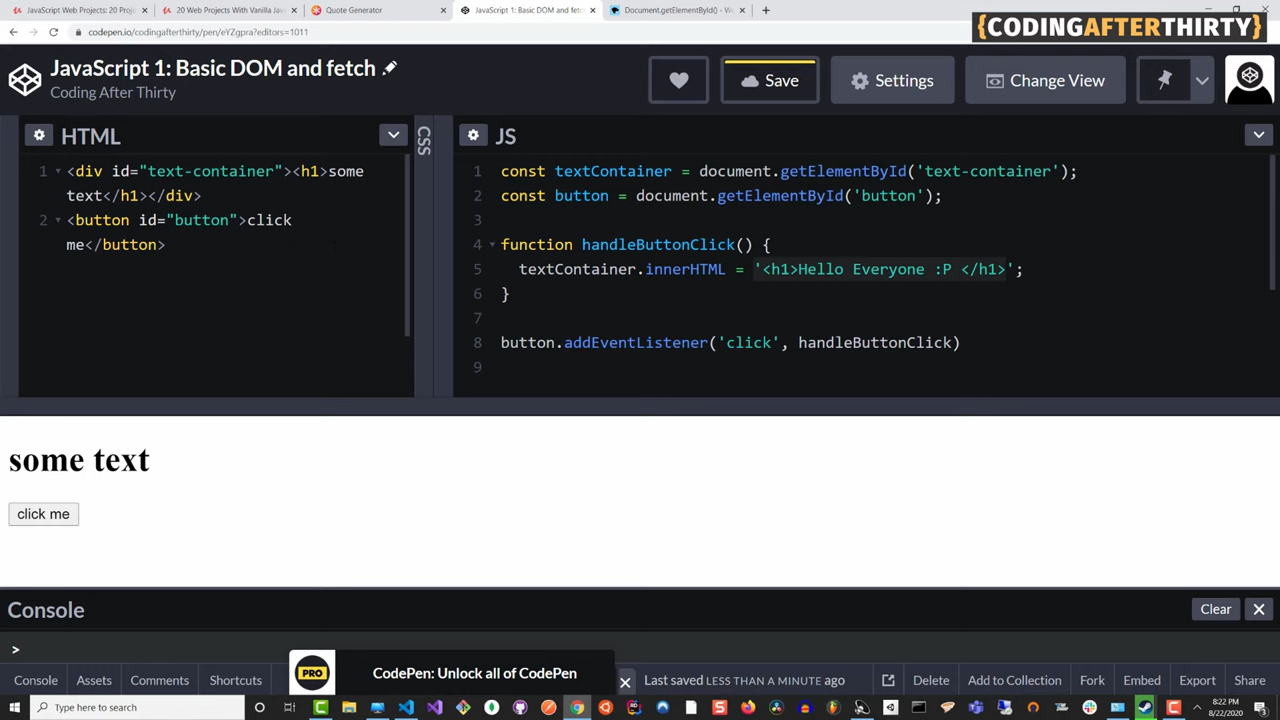 JavaScript Web Projects: 20 Proje
20 Web Projects With Vanilla Jav
Quote Generator
JavaScript 1: Basic DOM and fetc
Document.getElementById() - We
codepen.io/codingafterthirty/pen/eYZgpra?editors=1011
{CODINGAFTERTHIRTY}
JavaScript 1: Basic DOM and fetch
Coding After Thirty
Save
Settings
Change View
HTML
CSS
JS
1 <div id="text-container"><h1>some
text</h1></div>
2 <button id="button">click
me</button>
1 const textContainer = document.getElementById('text-container');
2 const button = document.getElementById('button');
3
4 function handleButtonClick() {
5 textContainer.innerHTML = '<h1>Hello Everyone :P </h1>';
6 }
7
8 button.addEventListener('click', handleButtonClick)
9
some text
click me
Console
Clear
>
Console
Assets
Comments
Shortcuts
PRO
CodePen: Unlock all of CodePen
Last saved LESS THAN A MINUTE ago
Delete
Add to Collection
Fork
Embed
Export
Share
Type here to search
8:22 PM
8/22/2020